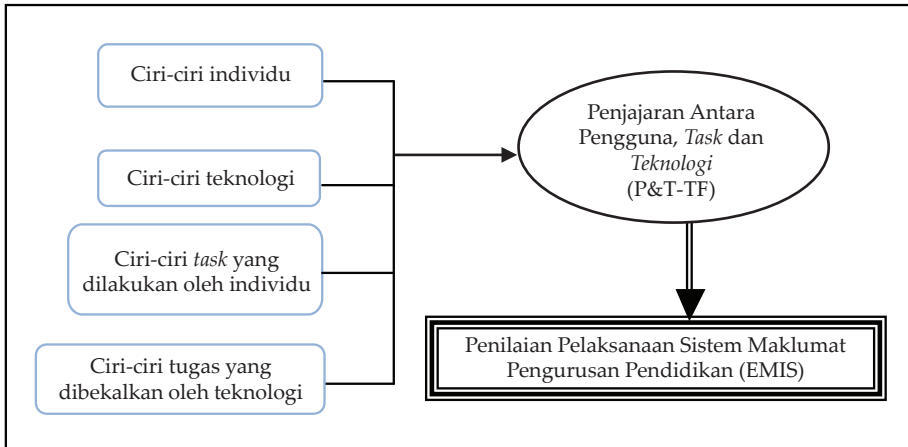 Ciri-ciri individu
Ciri-ciri teknologi
Ciri-ciri task yang
dilakukan oleh individu
Ciri-ciri tugas yang
dibekalkan oleh teknologi
Penjajaran Antara
Pengguna, Task dan
Teknologi
(P&T-TF)
Penilaian Pelaksanaan Sistem Maklumat
Pengurusan Pendidikan (EMIS)